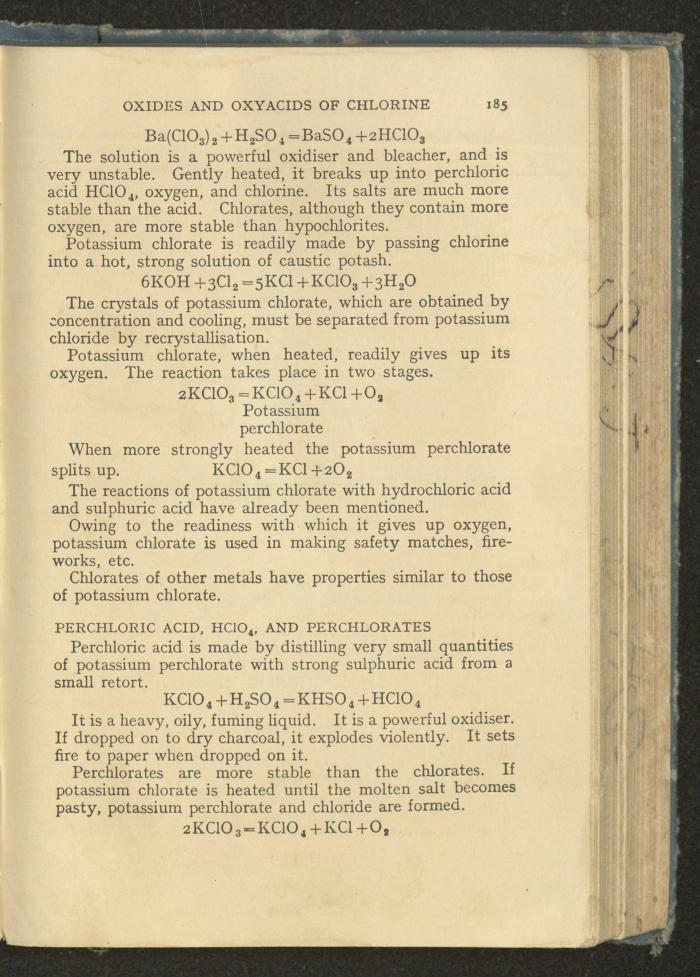 OXIDES AND OXYACIDS OF CHLORINE 185
Ba(ClO₃)₂+H₂SO₄=BaSO₄+2HClO₃
The solution is a powerful oxidiser and bleacher, and is
very unstable. Gently heated, it breaks up into perchloric
acid HClO₄, oxygen, and chlorine. Its salts are much more
stable than the acid. Chlorates, although they contain more
oxygen, are more stable than hypochlorites.
Potassium chlorate is readily made by passing chlorine
into a hot, strong solution of caustic potash.
6KOH+3Cl₂=5KCl+KClO₃+3H₂O
The crystals of potassium chlorate, which are obtained by
concentration and cooling, must be separated from potassium
chloride by recrystallisation.
Potassium chlorate, when heated, readily gives up its
oxygen. The reaction takes place in two stages.
2KClO₃=KClO₄+KCl+O₂
Potassium
perchlorate
When more strongly heated the potassium perchlorate
splits up. KClO₄=KCl+2O₂
The reactions of potassium chlorate with hydrochloric acid
and sulphuric acid have already been mentioned.
Owing to the readiness with which it gives up oxygen,
potassium chlorate is used in making safety matches, fire-
works, etc.
Chlorates of other metals have properties similar to those
of potassium chlorate.
PERCHLORIC ACID, HClO₄, AND PERCHLORATES
Perchloric acid is made by distilling very small quantities
of potassium perchlorate with strong sulphuric acid from a
small retort.
KClO₄+H₂SO₄=KHSO₄+HClO₄
It is a heavy, oily, fuming liquid. It is a powerful oxidiser.
If dropped on to dry charcoal, it explodes violently. It sets
fire to paper when dropped on it.
Perchlorates are more stable than the chlorates. If
potassium chlorate is heated until the molten salt becomes
pasty, potassium perchlorate and chloride are formed.
2KClO₃=KClO₄+KCl+O₂